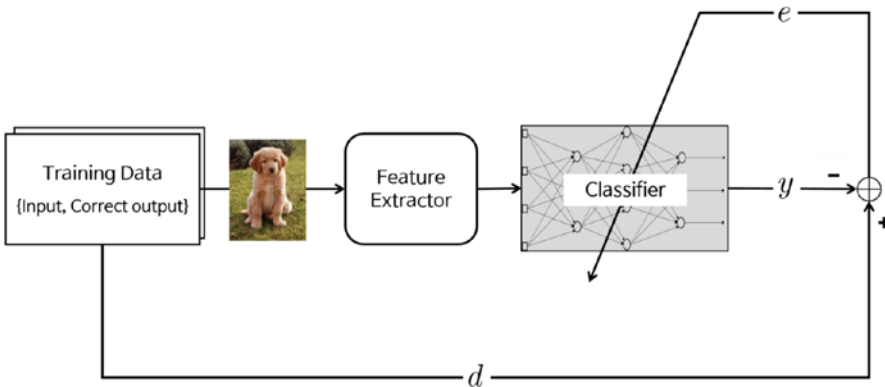 e
Training Data
{Input, Correct output}
Feature
Extractor
Classifier
y
-
+
d